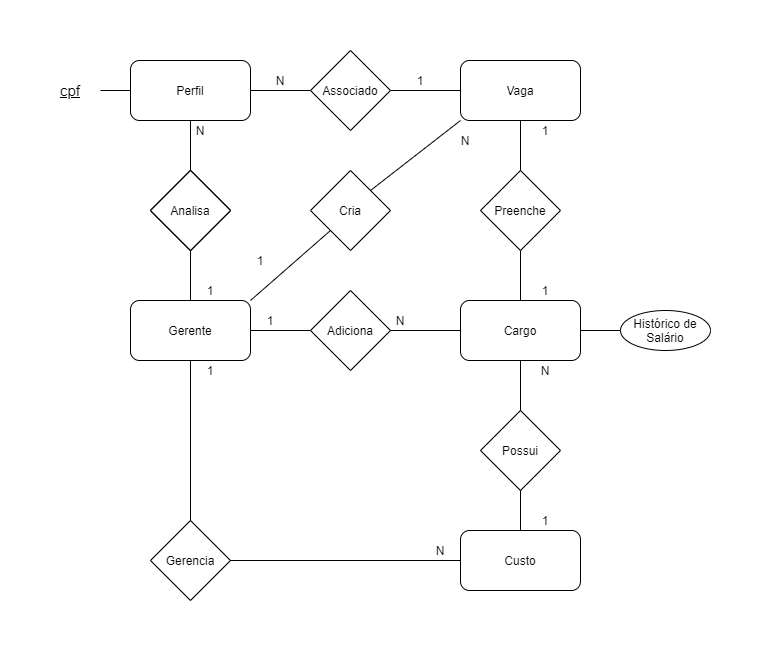 cpf
Perfil
N
Associado
1
Vaga
N
N
1
Analisa
Cria
Preenche
1
1
1
Gerente
1
Adiciona
N
Cargo
Histórico de
Salário
1
N
Possui
1
Gerencia
N
Custo